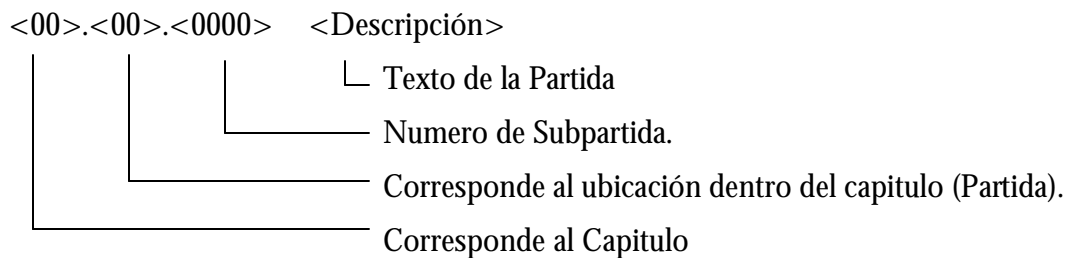 <00>.<00>.<0000> <Descripción>
Texto de la Partida
Numero de Subpartida.
Corresponde al ubicación dentro del capitulo (Partida).
Corresponde al Capitulo